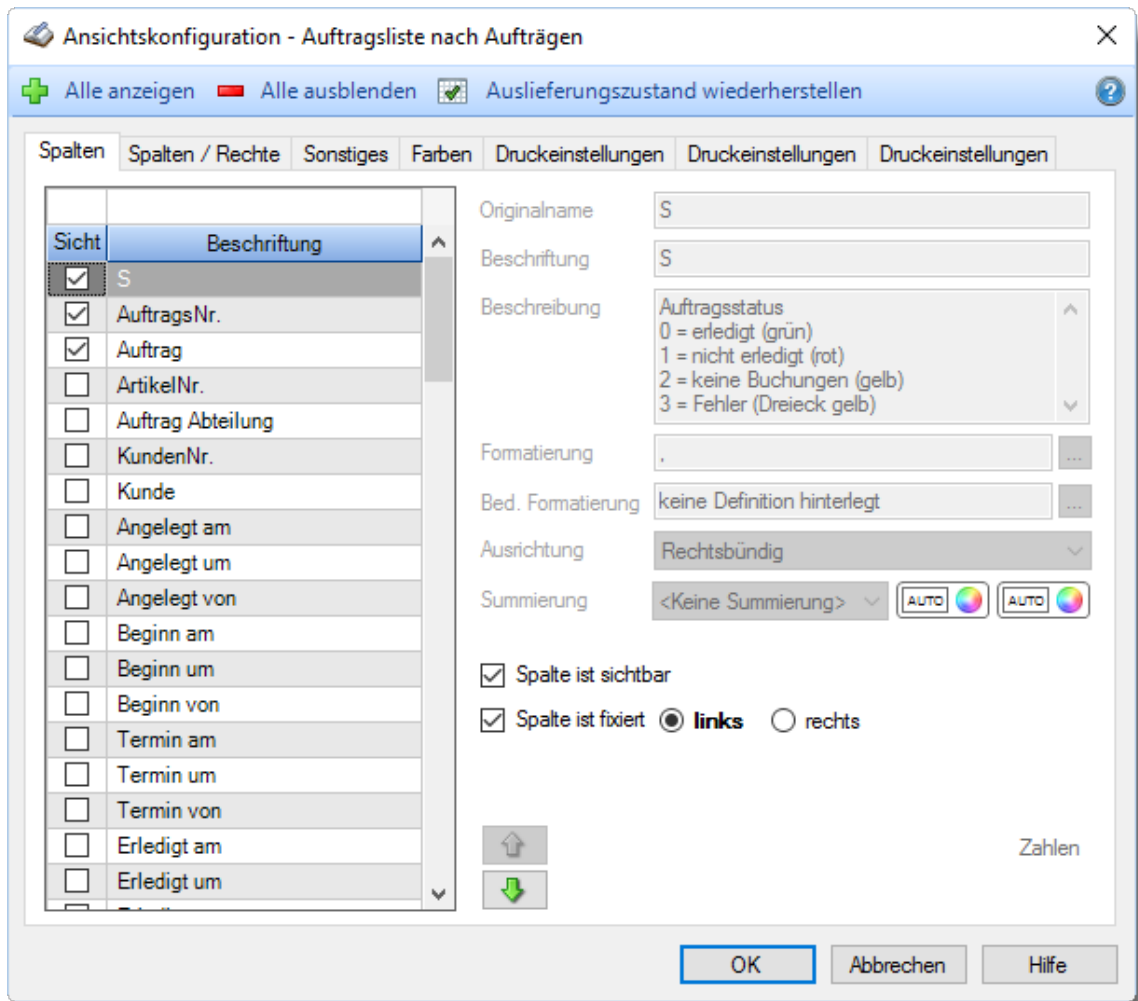 Ansichtskonfiguration - Auftragsliste nach Aufträgen
Alle anzeigen Alle ausblenden Auslieferungszustand wiederherstellen
Spalten Spalten / Rechte Sonstiges Farben Druckeinstellungen Druckeinstellungen Druckeinstellungen
Sicht Beschriftung
S
AuftragsNr.
Auftrag
ArtikelNr.
Auftrag Abteilung
KundenNr.
Kunde
Angelegt am
Angelegt um
Angelegt von
Beginn am
Beginn um
Beginn von
Termin am
Termin um
Termin von
Erledigt am
Erledigt um
Originalname S
Beschriftung S
Beschreibung Auftragsstatus
0 = erledigt (grün)
1 = nicht erledigt (rot)
2 = keine Buchungen (gelb)
3 = Fehler (Dreieck gelb)
Formatierung , ...
Bed. Formatierung keine Definition hinterlegt ...
Ausrichtung Rechtsbündig
Summierung <Keine Summierung> AUTO AUTO
Spalte ist sichtbar
Spalte ist fixiert links rechts
Zahlen
OK Abbrechen Hilfe